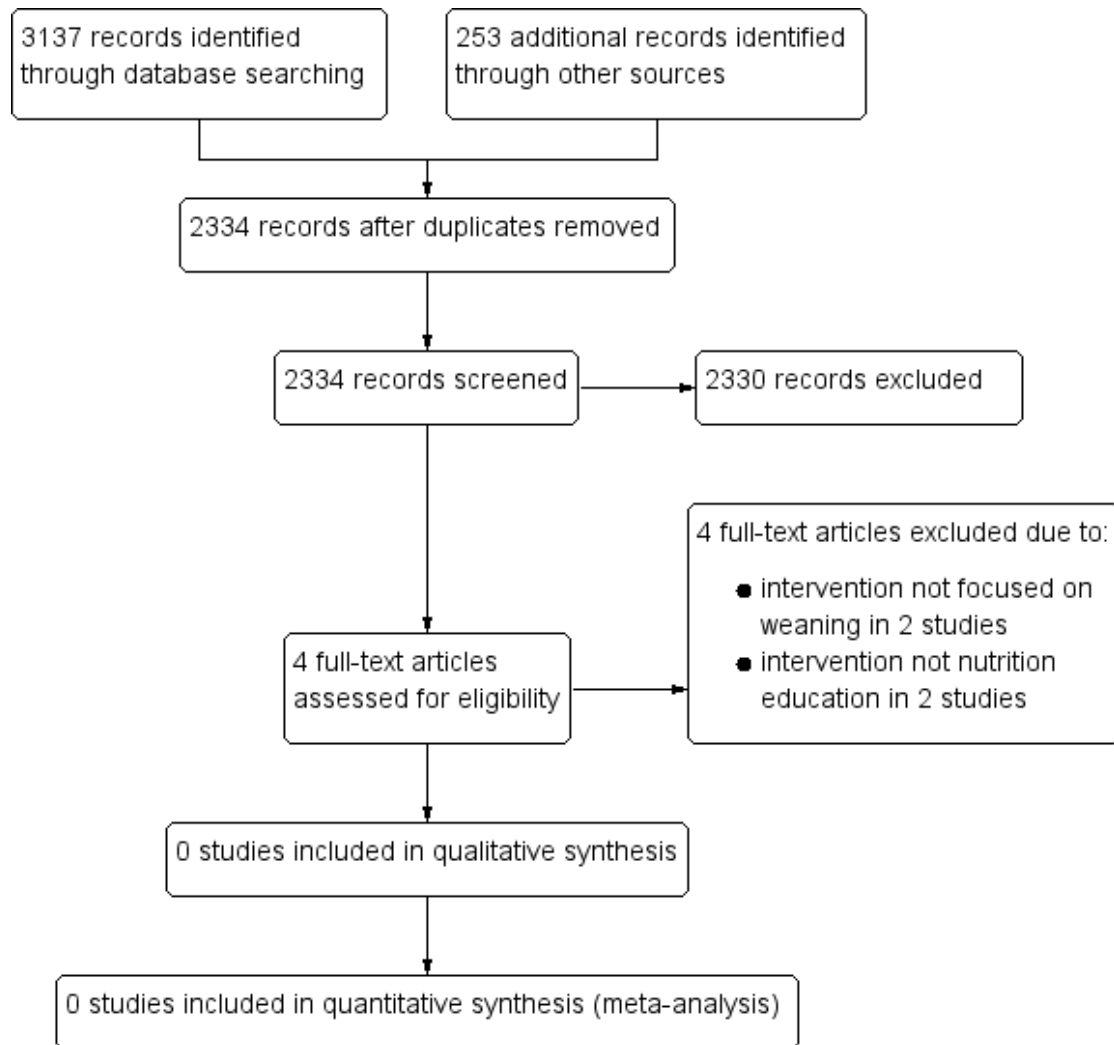 3137 records identified
through database searching
253 additional records identified
through other sources
2334 records after duplicates removed
2334 records screened
2330 records excluded
4 full-text articles
assessed for eligibility
4 full-text articles excluded due to:
● intervention not focused on
weaning in 2 studies
● intervention not nutrition
education in 2 studies
0 studies included in qualitative synthesis
0 studies included in quantitative synthesis (meta-analysis)